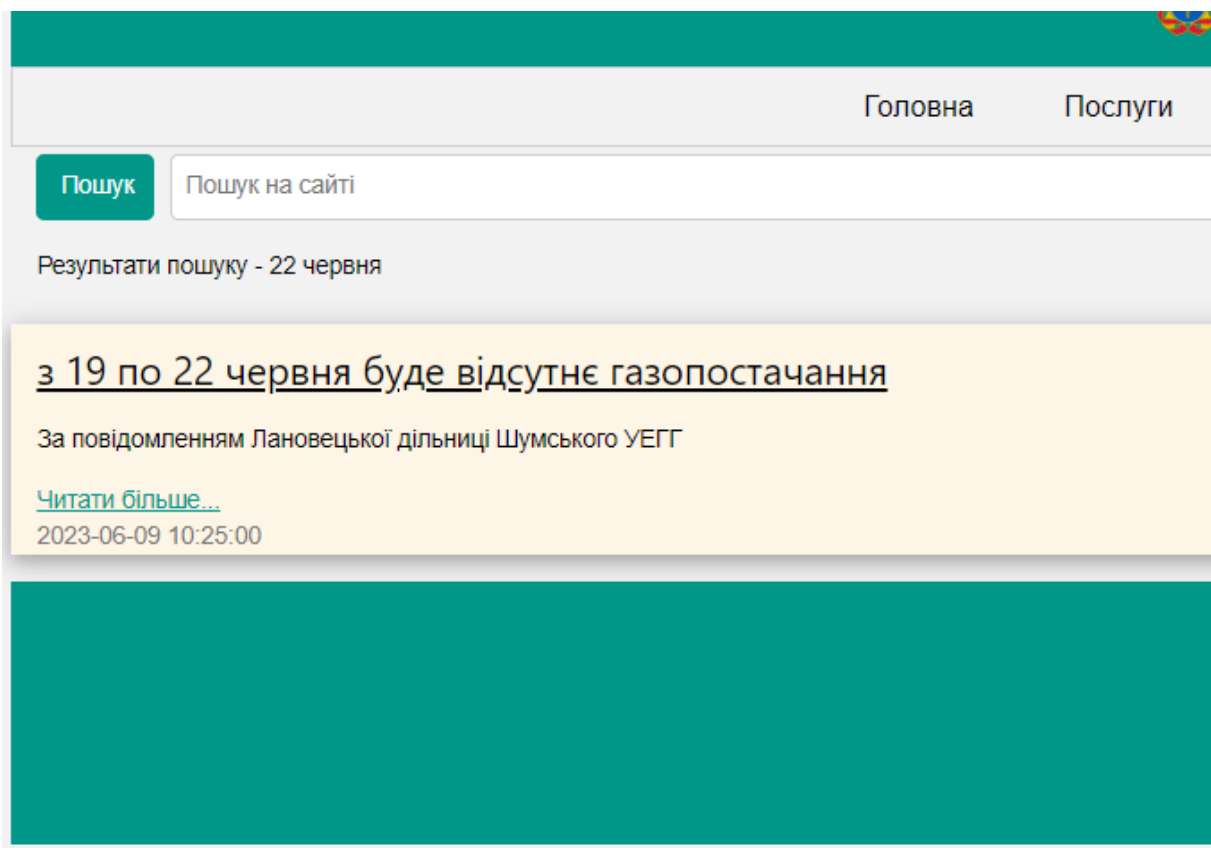 Головна Послуги
Пошук Пошук на сайті
Результати пошуку - 22 червня
з 19 по 22 червня буде відсутнє газопостачання
За повідомленням Лановецької дільниці Шумського УЕГГ
Читати більше...
2023-06-09 10:25:00